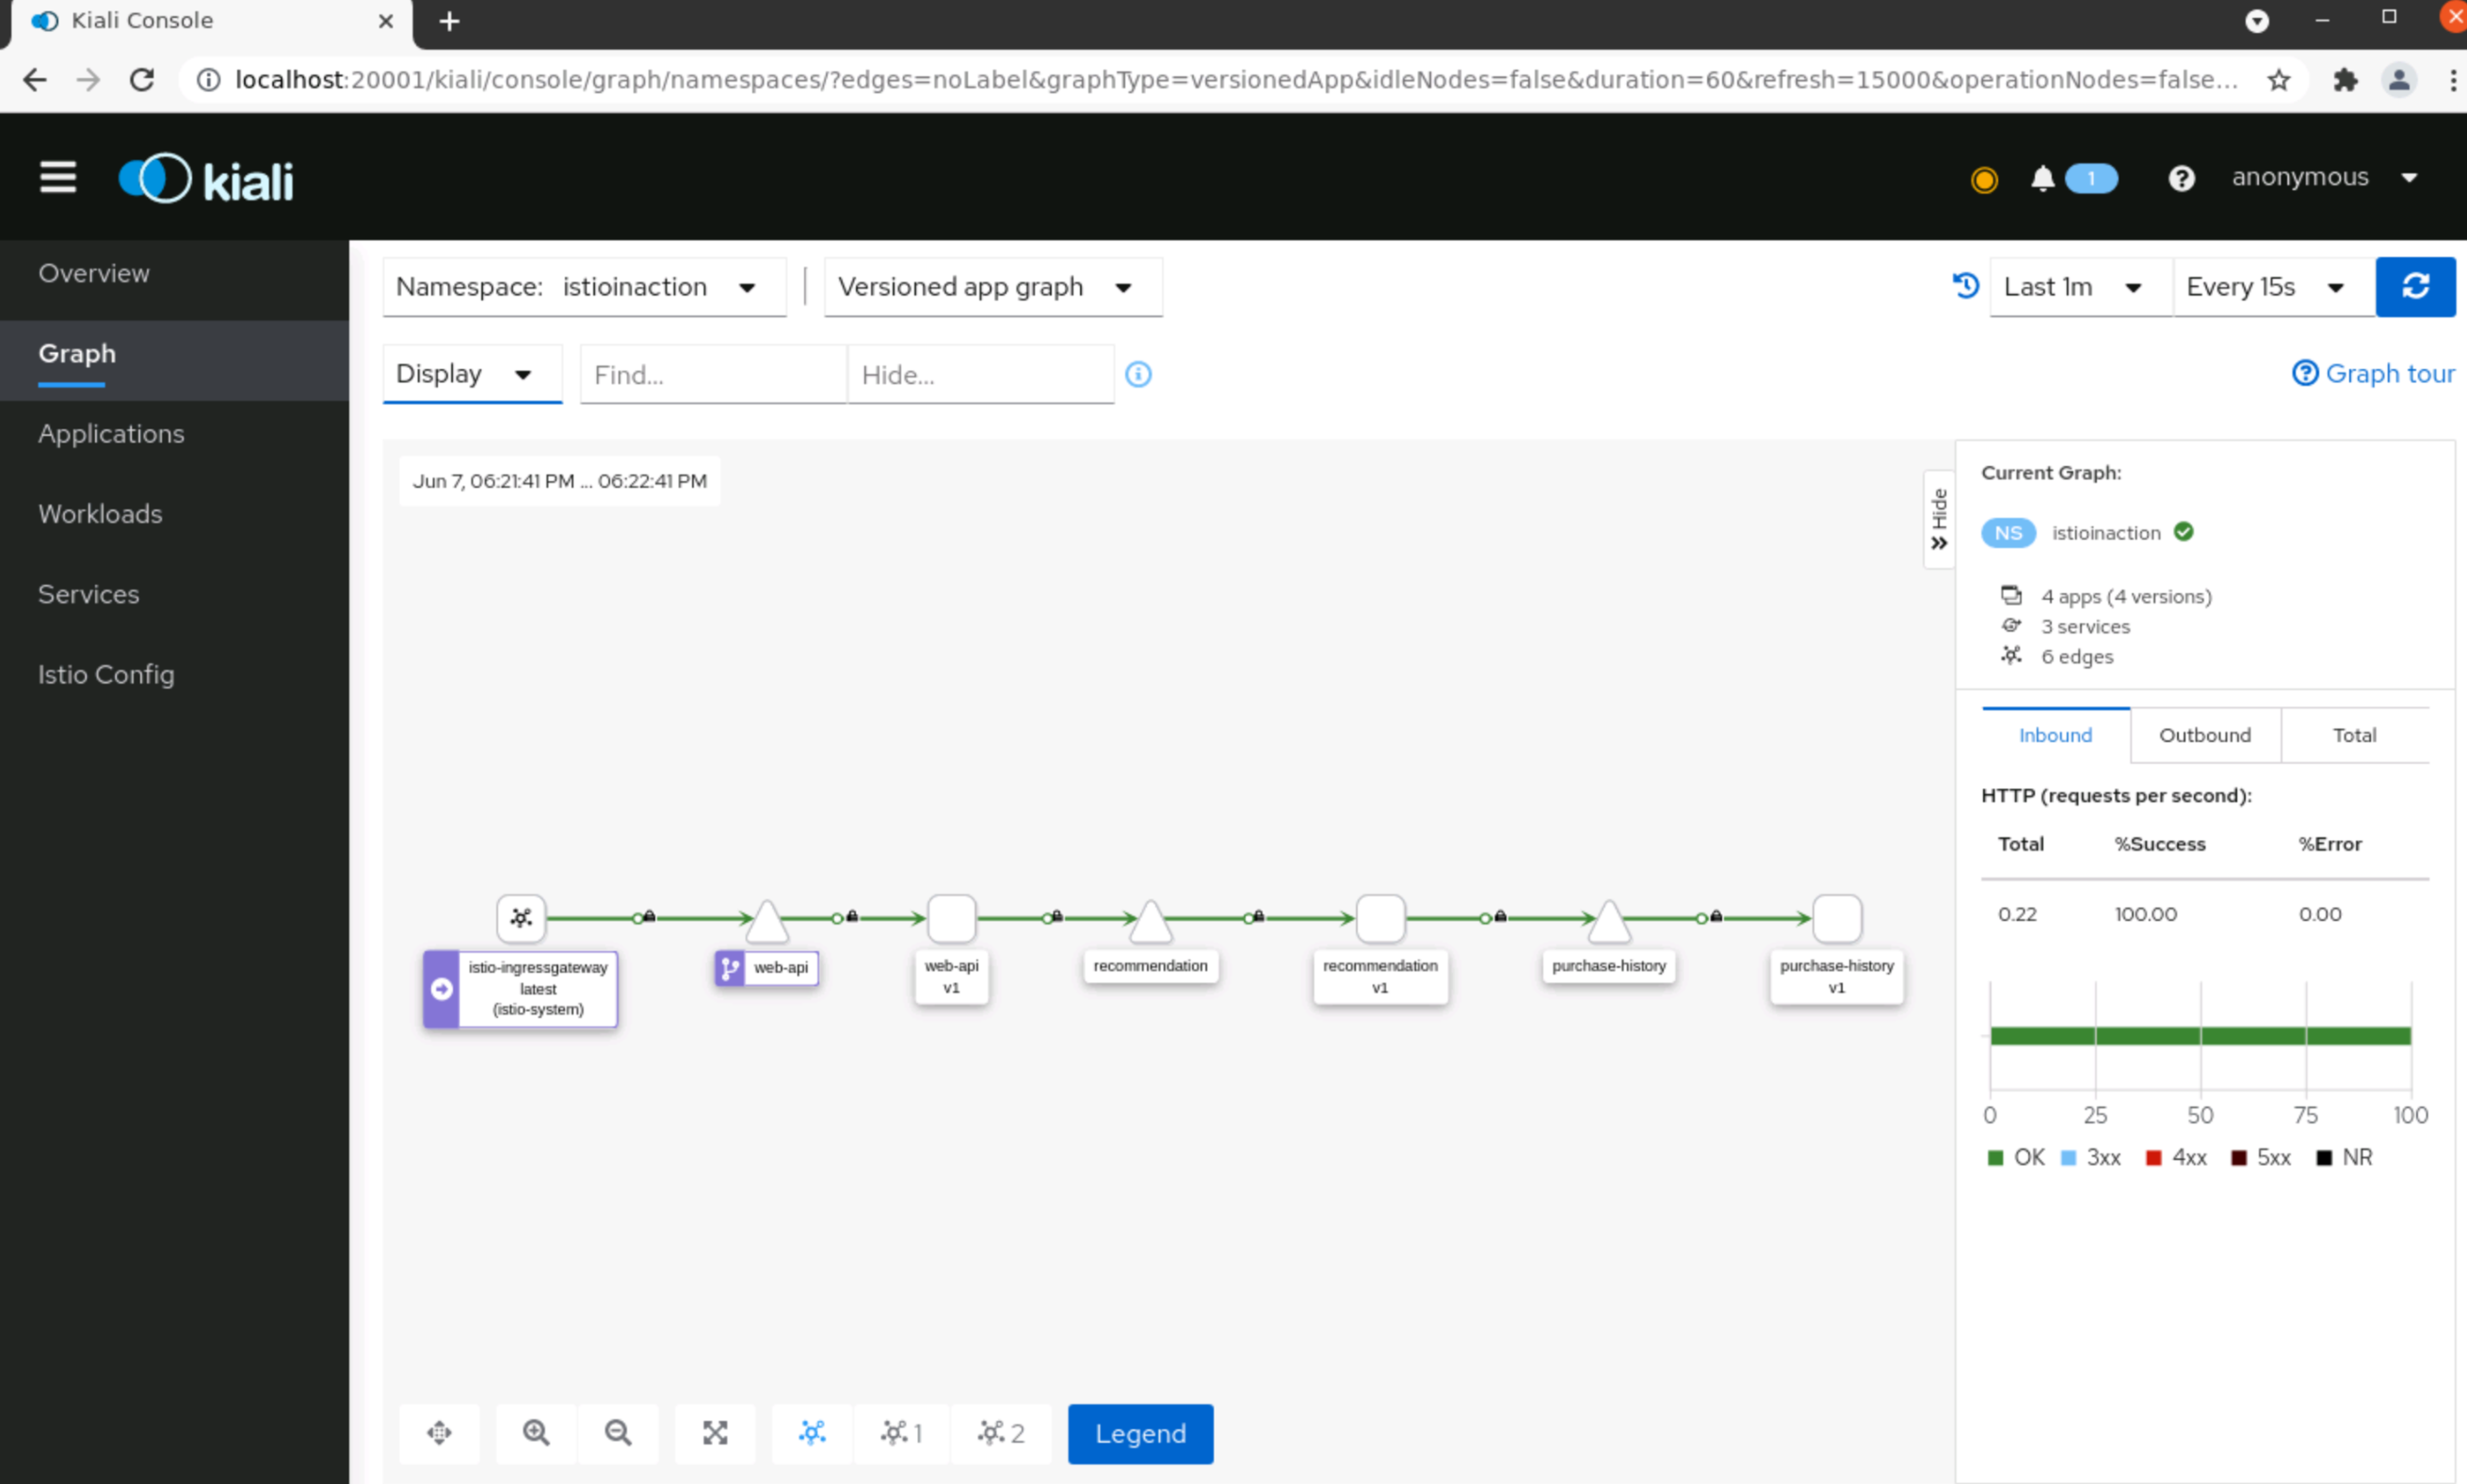 Kiali Console
localhost:20001/kiali/console/graph/namespaces/?edges=noLabel&graphType=versionedApp&idleNodes=false&duration=60&refresh=15000&operationNodes=false...
kiali
1
anonymous
Overview
Graph
Applications
Workloads
Services
Istio Config
Namespace: istioinaction
Versioned app graph
Last 1m
Every 15s
Display
Find...
Hide...
Graph tour
Jun 7, 06:21:41 PM ... 06:22:41 PM
Hide
istio-ingressgateway
latest
(istio-system)
web-api
web-api
v1
recommendation
recommendation
v1
purchase-history
purchase-history
v1
1
2
Legend
Current Graph:
NS istioinaction
4 apps (4 versions)
3 services
6 edges
Inbound Outbound Total
HTTP (requests per second):
Total %Success %Error
0.22 100.00 0.00
0 25 50 75 100
OK 3xx 4xx 5xx NR